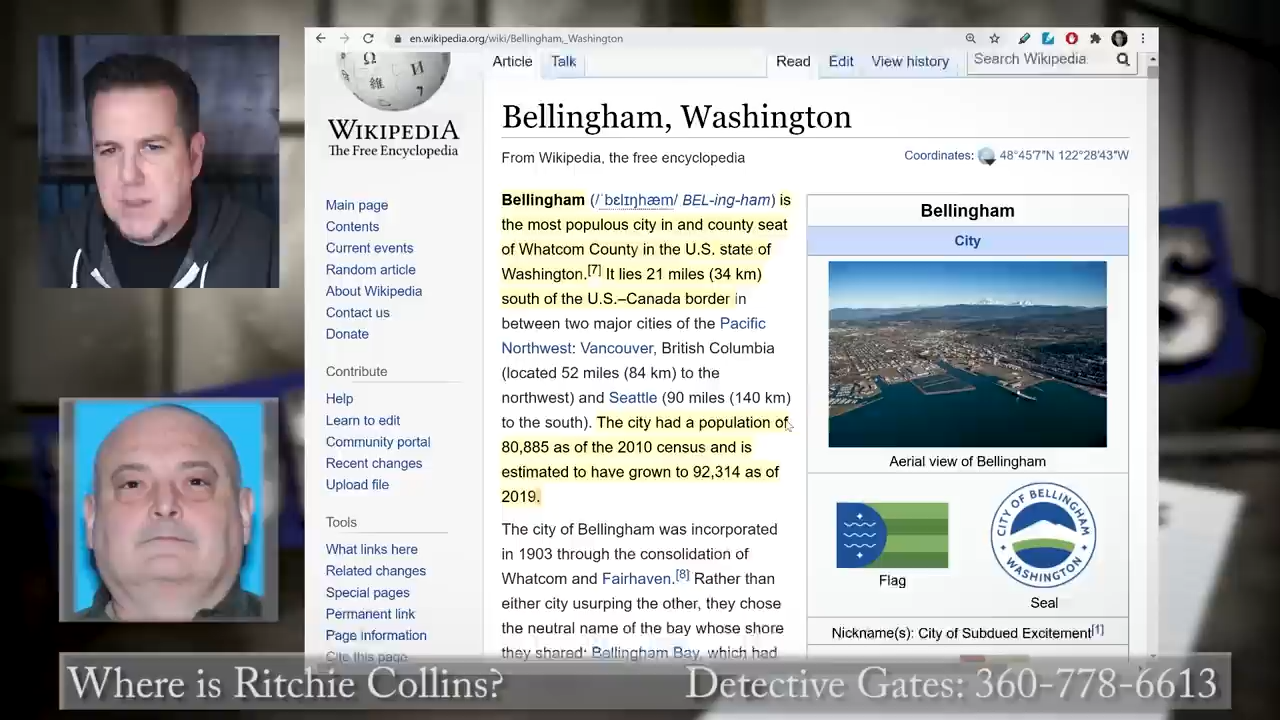 en.wikipedia.org/wiki/Bellingham,_Washington
Article Talk Read Edit View history Search Wikipedia
WIKIPEDIA
The Free Encyclopedia
Main page
Contents
Current events
Random article
About Wikipedia
Contact us
Donate
Contribute
Help
Learn to edit
Community portal
Recent changes
Upload file
Tools
What links here
Related changes
Special pages
Permanent link
Page information
Cite this page
Bellingham, Washington
From Wikipedia, the free encyclopedia
Coordinates: 48°45′7″N 122°28′43″W
Bellingham (/ˈbɛlɪŋhæm/ BEL-ing-ham) is
the most populous city in and county seat
of Whatcom County in the U.S. state of
Washington.[7] It lies 21 miles (34 km)
south of the U.S.–Canada border in
between two major cities of the Pacific
Northwest: Vancouver, British Columbia
(located 52 miles (84 km) to the
northwest) and Seattle (90 miles (140 km)
to the south). The city had a population of
80,885 as of the 2010 census and is
estimated to have grown to 92,314 as of
2019.
The city of Bellingham was incorporated
in 1903 through the consolidation of
Whatcom and Fairhaven.[8] Rather than
either city usurping the other, they chose
the neutral name of the bay whose shore
they shared: Bellingham Bay, which had
Bellingham
City
Aerial view of Bellingham
CITY OF BELLINGHAM
WASHINGTON
Flag
Seal
Nickname(s): City of Subdued Excitement[1]
Where is Ritchie Collins? Detective Gates: 360-778-6613